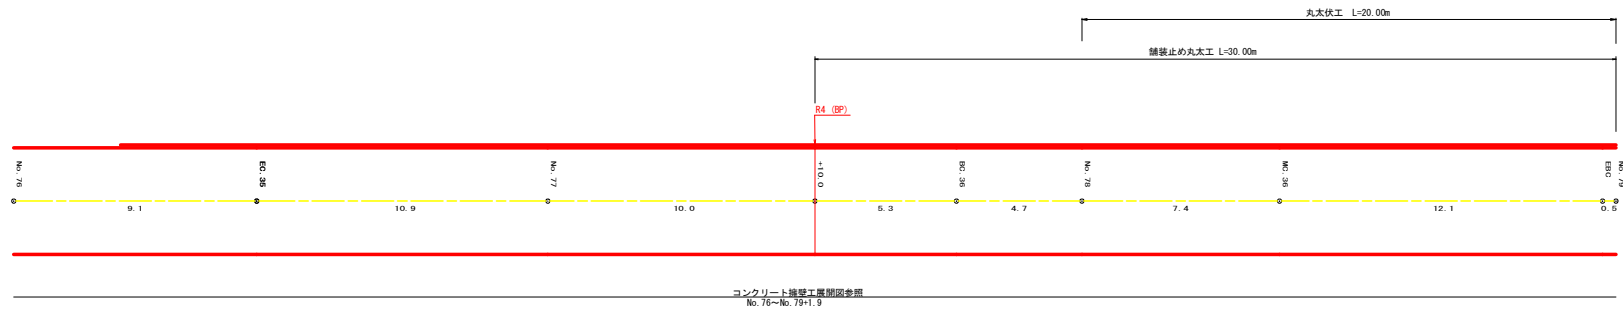 丸太伏工 L=20.00m
舗装止め丸太工 L=30.00m
R4 (BP)
No.76
EC.35
No.77
+10.0
BC.36
No.78
MC.36
EBC
No.79
9.1
10.9
10.0
5.3
4.7
7.4
12.1
0.5
コンクリート擁壁工展開図参照
No.76~No.79+1.9